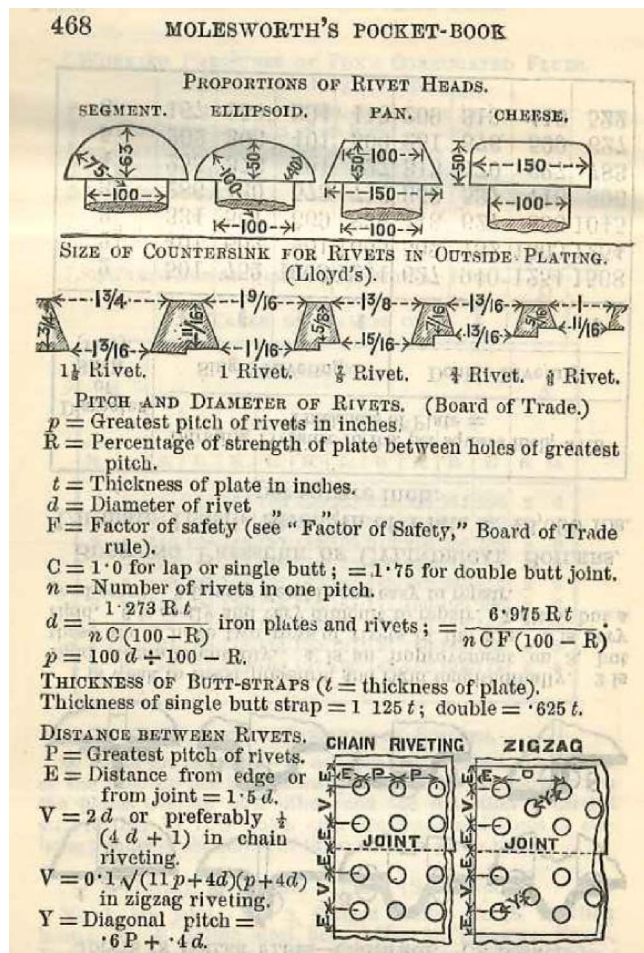 468 MOLESWORTH'S POCKET-BOOK
PROPORTIONS OF RIVET HEADS.
SEGMENT. ELLIPSOID. PAN. CHEESE.
75 63 100 50 40 ←-100-→ 50 50 ←-150-→
←-100-→ ←-100-→ ←-150-→ ←-100-→
←-100-→
SIZE OF COUNTERSINK FOR RIVETS IN OUTSIDE PLATING.
(Lloyd's).
1 3/4 1 9/16 1 3/8 1 3/16 1
3/4 11/16 5/8 7/16 5/16
1 3/16 1 1/16 15/16 13/16 11/16
1⅛ Rivet. 1 Rivet. ⅞ Rivet. ¾ Rivet. Rivet.
PITCH AND DIAMETER OF RIVETS. (Board of Trade.)
p = Greatest pitch of rivets in inches.
R = Percentage of strength of plate between holes of greatest
pitch.
t = Thickness of plate in inches.
d = Diameter of rivet „ „
F = Factor of safety (see "Factor of Safety," Board of Trade
rule).
C = 1·0 for lap or single butt; = 1·75 for double butt joint.
n = Number of rivets in one pitch.
d = 1·273 R t / n C (100 – R) iron plates and rivets; = 6·975 R t / n C F (100 – R).
p = 100 d ÷ 100 – R.
THICKNESS OF BUTT-STRAPS (t = thickness of plate).
Thickness of single butt strap = 1 125 t; double = ·625 t.
DISTANCE BETWEEN RIVETS.
P = Greatest pitch of rivets.
E = Distance from edge or
from joint = 1·5 d.
V = 2 d or preferably ½
(4 d + 1) in chain
riveting.
V = 0·1 √(11 p + 4d)(p + 4d)
in zigzag riveting.
Y = Diagonal pitch =
·6 P + ·4 d.
CHAIN RIVETING ZIGZAG
E P P E
E V E E V E
Y
JOINT JOINT
E V E E V E
Y